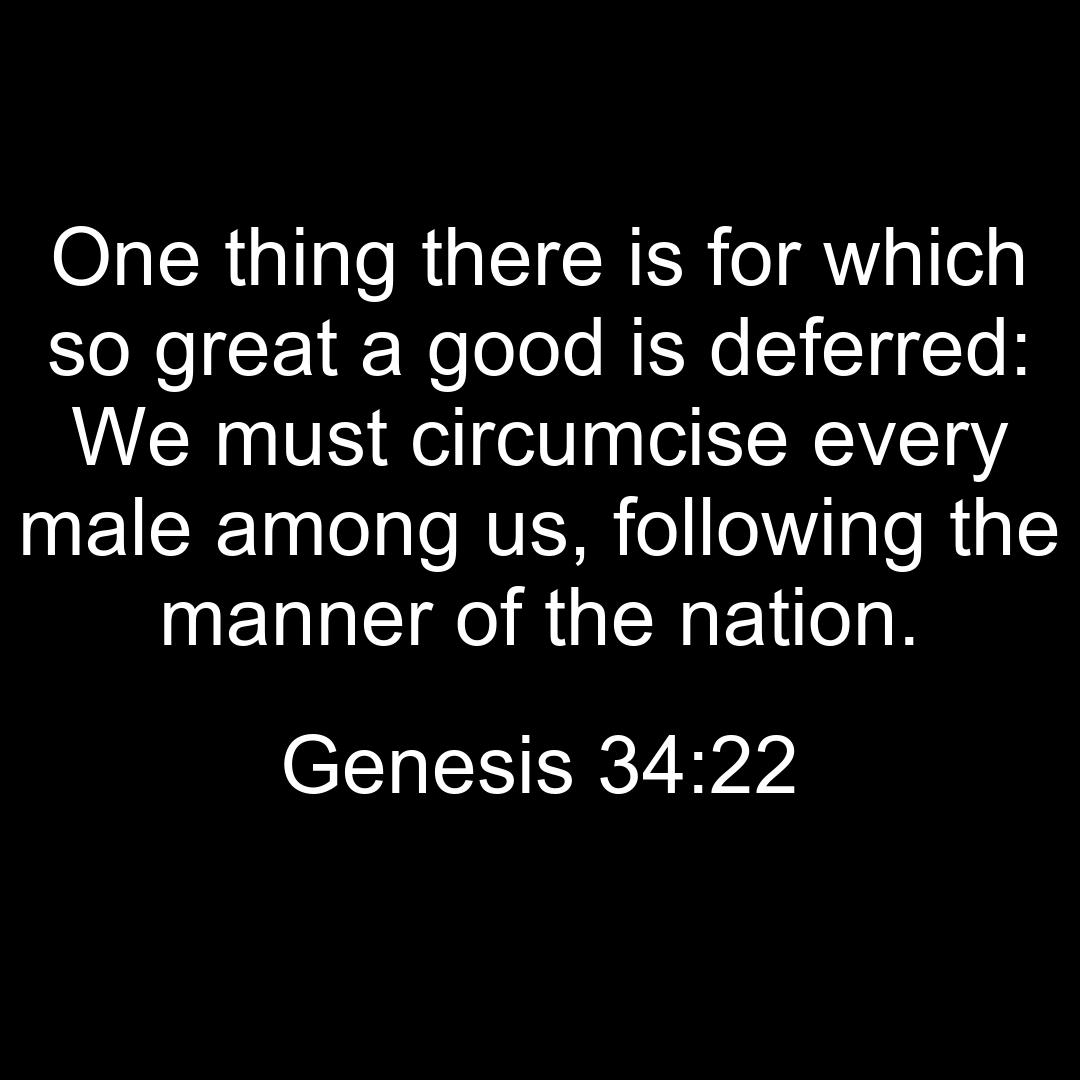 One thing there is for which
so great a good is deferred:
We must circumcise every
male among us, following the
manner of the nation.
Genesis 34:22